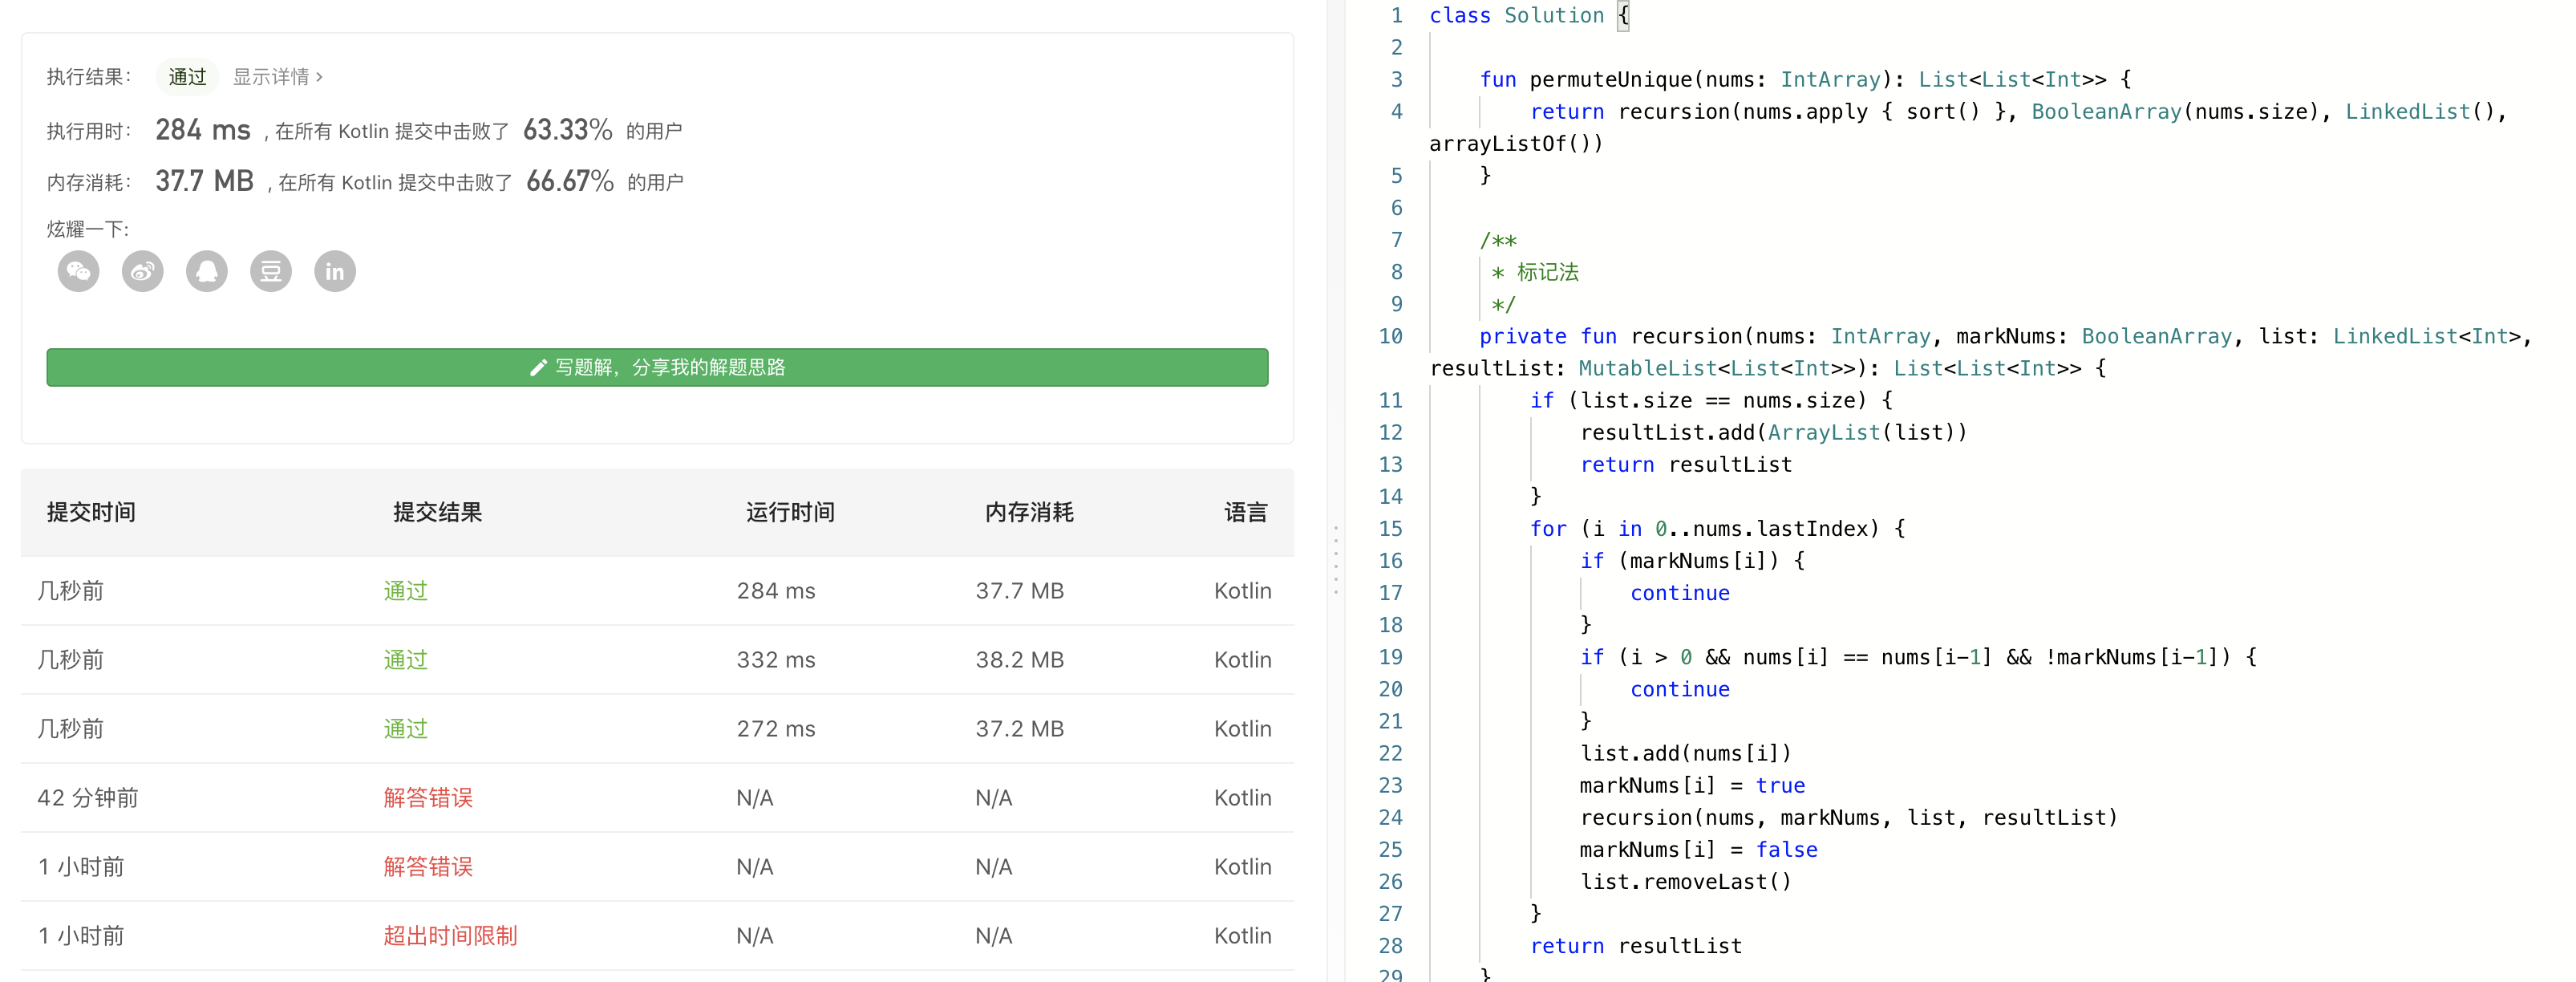 执行结果： 通过 显示详情 >
执行用时： 284 ms , 在所有 Kotlin 提交中击败了 63.33% 的用户
内存消耗： 37.7 MB , 在所有 Kotlin 提交中击败了 66.67% 的用户
炫耀一下:
写题解，分享我的解题思路
提交时间 提交结果 运行时间 内存消耗 语言
几秒前 通过 284 ms 37.7 MB Kotlin
几秒前 通过 332 ms 38.2 MB Kotlin
几秒前 通过 272 ms 37.2 MB Kotlin
42 分钟前 解答错误 N/A N/A Kotlin
1 小时前 解答错误 N/A N/A Kotlin
1 小时前 超出时间限制 N/A N/A Kotlin
1 class Solution {
2
3 fun permuteUnique(nums: IntArray): List<List<Int>> {
4 return recursion(nums.apply { sort() }, BooleanArray(nums.size), LinkedList(),
arrayListOf())
5 }
6
7 /**
8 * 标记法
9 */
10 private fun recursion(nums: IntArray, markNums: BooleanArray, list: LinkedList<Int>,
resultList: MutableList<List<Int>>): List<List<Int>> {
11 if (list.size == nums.size) {
12 resultList.add(ArrayList(list))
13 return resultList
14 }
15 for (i in 0..nums.lastIndex) {
16 if (markNums[i]) {
17 continue
18 }
19 if (i > 0 && nums[i] == nums[i-1] && !markNums[i-1]) {
20 continue
21 }
22 list.add(nums[i])
23 markNums[i] = true
24 recursion(nums, markNums, list, resultList)
25 markNums[i] = false
26 list.removeLast()
27 }
28 return resultList
29 }